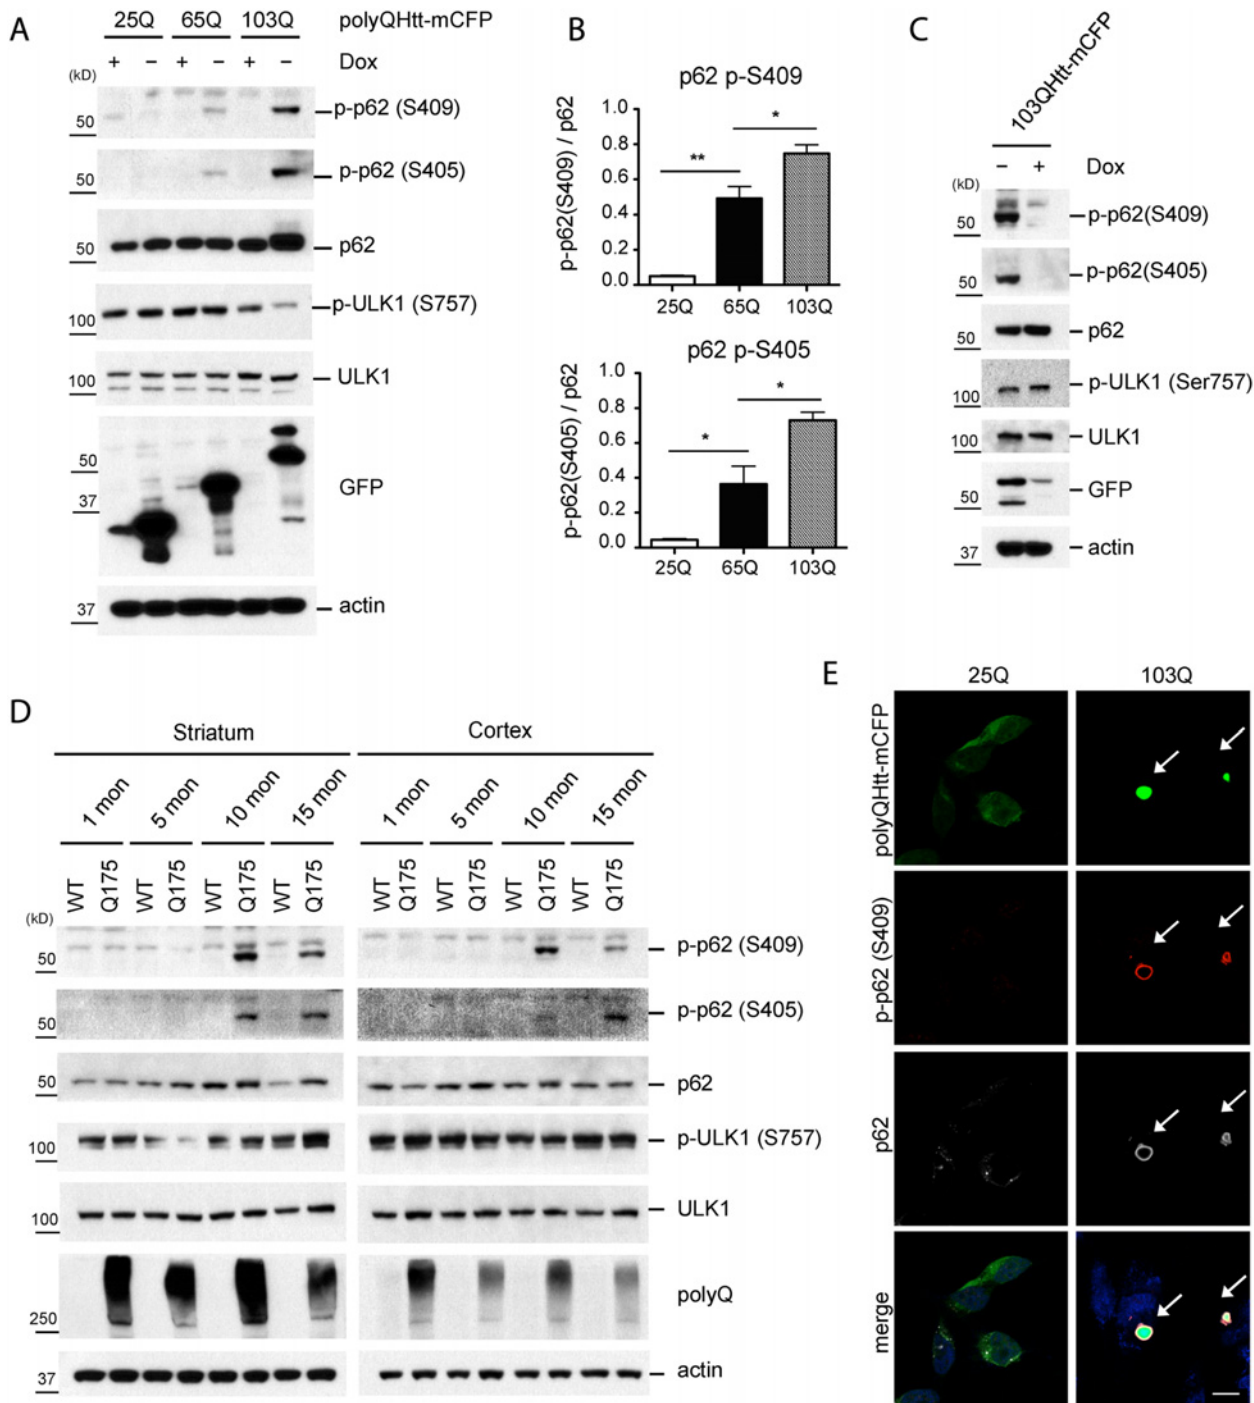 A
25Q 65Q 103Q polyQHtt-mCFP
+ − + − + − Dox
(kD)
50 p-p62 (S409)
50 p-p62 (S405)
50 p62
100 p-ULK1 (S757)
100 ULK1
50
37 GFP
37 actin
B
p62 p-S409
p-p62(S409) / p62
1.0
0.8
0.6
0.4
0.2
0.0
** *
25Q 65Q 103Q
p62 p-S405
p-p62(S405) / p62
1.0
0.8
0.6
0.4
0.2
0.0
* *
25Q 65Q 103Q
C
103QHtt-mCFP
− + Dox
(kD)
50 p-p62(S409)
50 p-p62(S405)
50 p62
100 p-ULK1 (Ser757)
100 ULK1
50 GFP
37 actin
D
Striatum Cortex
1 mon 5 mon 10 mon 15 mon 1 mon 5 mon 10 mon 15 mon
WT Q175 WT Q175 WT Q175 WT Q175 WT Q175 WT Q175 WT Q175 WT Q175
(kD)
50 p-p62 (S409)
50 p-p62 (S405)
50 p62
100 p-ULK1 (S757)
100 ULK1
250 polyQ
37 actin
E
25Q 103Q
polyQHtt-mCFP
p-p62 (S409)
p62
merge